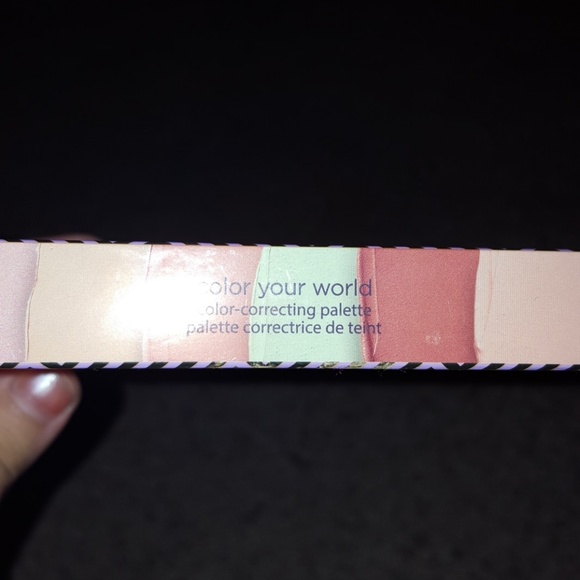 color your world
color-correcting palette
palette correctrice de teint